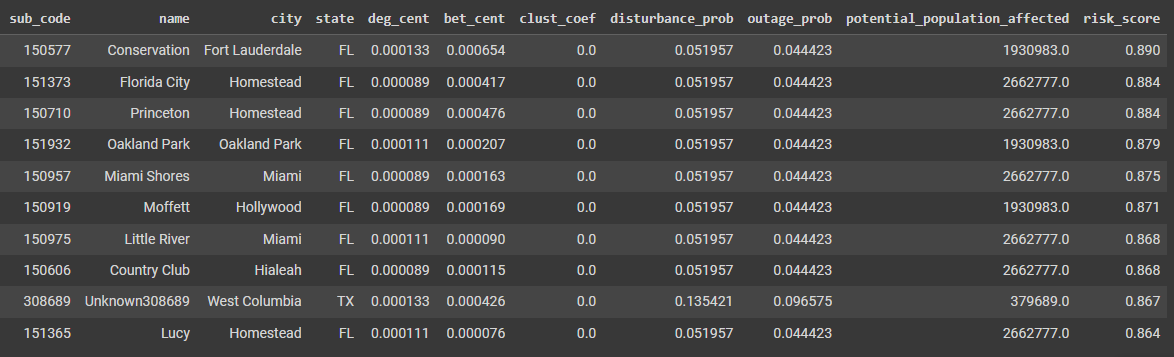 sub_code name city state deg_cent bet_cent clust_coef disturbance_prob outage_prob potential_population_affected risk_score
150577 Conservation Fort Lauderdale FL 0.000133 0.000654 0.0 0.051957 0.044423 1930983.0 0.890
151373 Florida City Homestead FL 0.000089 0.000417 0.0 0.051957 0.044423 2662777.0 0.884
150710 Princeton Homestead FL 0.000089 0.000476 0.0 0.051957 0.044423 2662777.0 0.884
151932 Oakland Park Oakland Park FL 0.000111 0.000207 0.0 0.051957 0.044423 1930983.0 0.879
150957 Miami Shores Miami FL 0.000089 0.000163 0.0 0.051957 0.044423 2662777.0 0.875
150919 Moffett Hollywood FL 0.000089 0.000169 0.0 0.051957 0.044423 1930983.0 0.871
150975 Little River Miami FL 0.000111 0.000090 0.0 0.051957 0.044423 2662777.0 0.868
150606 Country Club Hialeah FL 0.000089 0.000115 0.0 0.051957 0.044423 2662777.0 0.868
308689 Unknown308689 West Columbia TX 0.000133 0.000426 0.0 0.135421 0.096575 379689.0 0.867
151365 Lucy Homestead FL 0.000111 0.000076 0.0 0.051957 0.044423 2662777.0 0.864